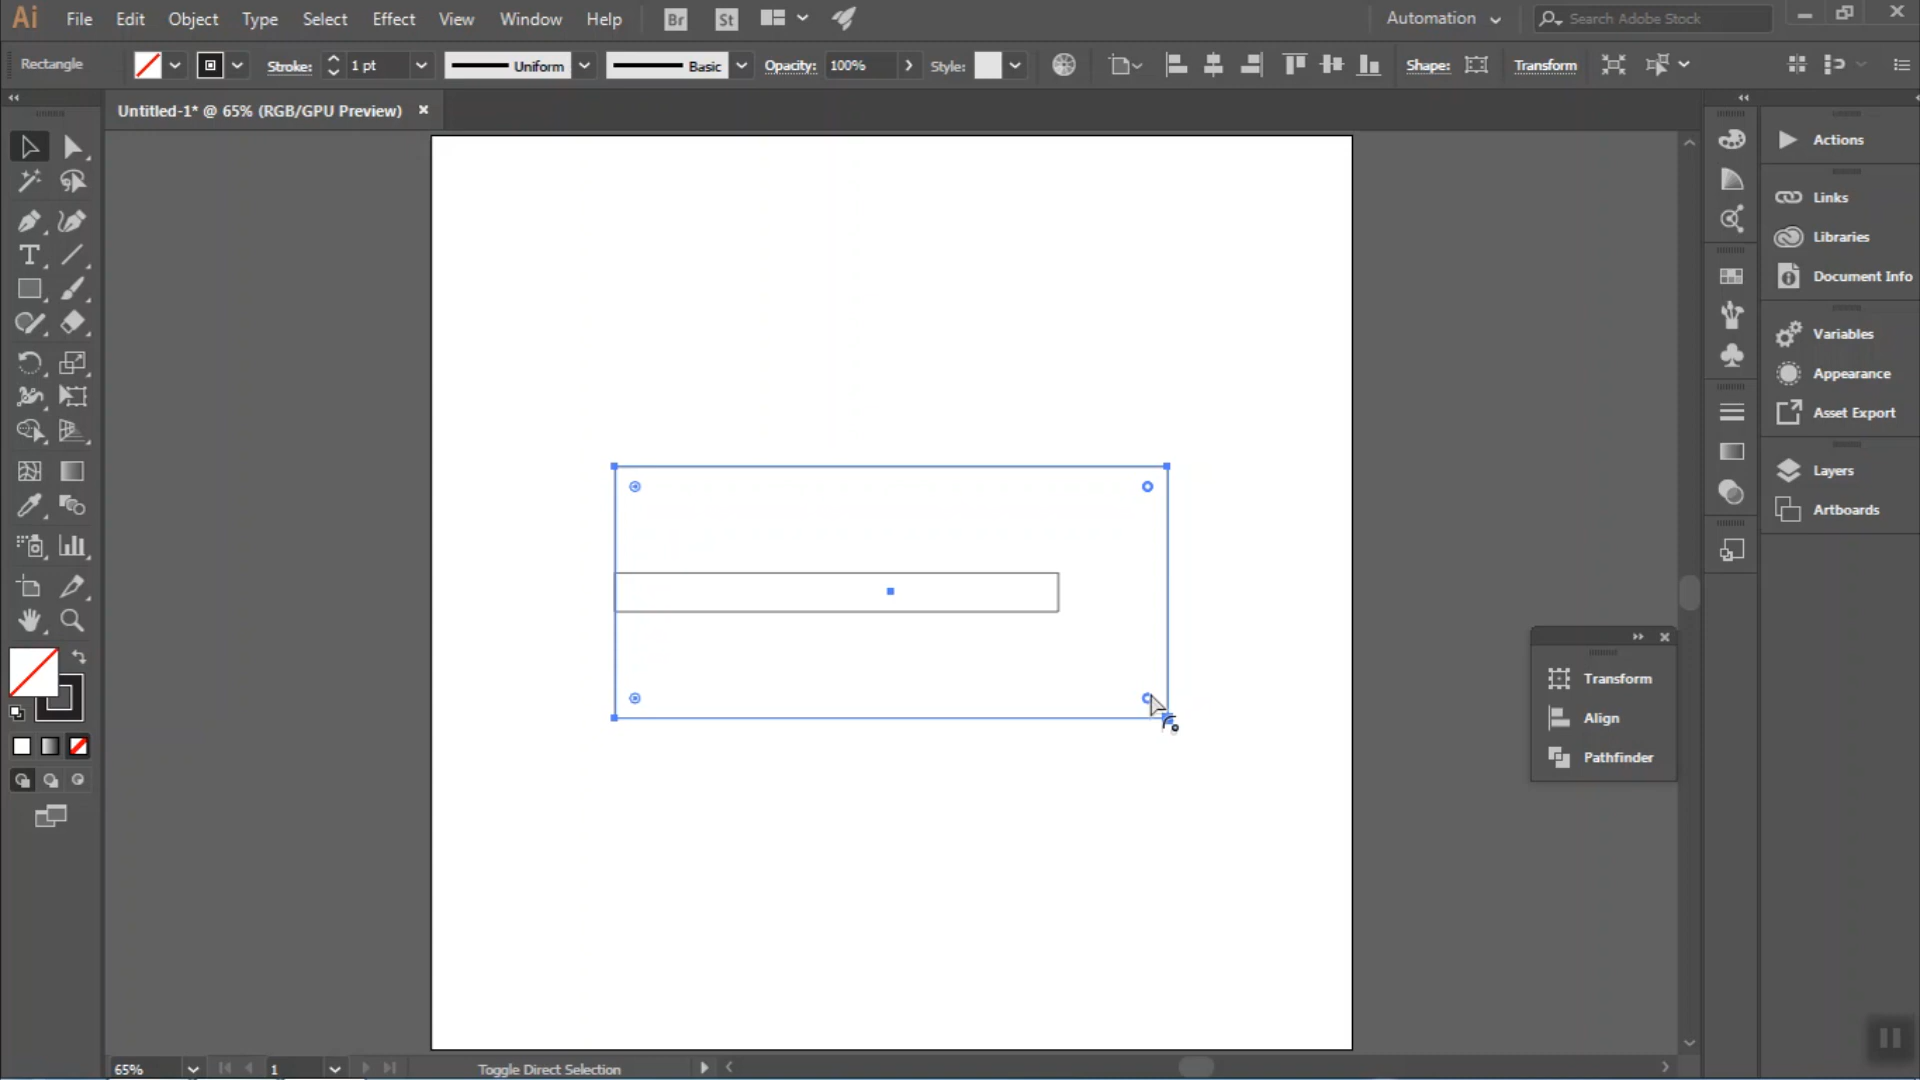 Ai File Edit Object Type Select Effect View Window Help Br St Automation Search Adobe Stock
Rectangle Stroke: 1 pt Uniform Basic Opacity: 100% Style: Shape: Transform
Untitled-1* @ 65% (RGB/GPU Preview)
Actions
Links
Libraries
Document Info
Variables
Appearance
Asset Export
Layers
Artboards
Transform
Align
Pathfinder
65% 1 Toggle Direct Selection